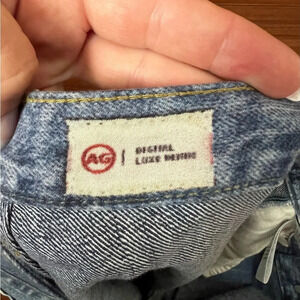 AG | DIGITAL
LUXE DENIM